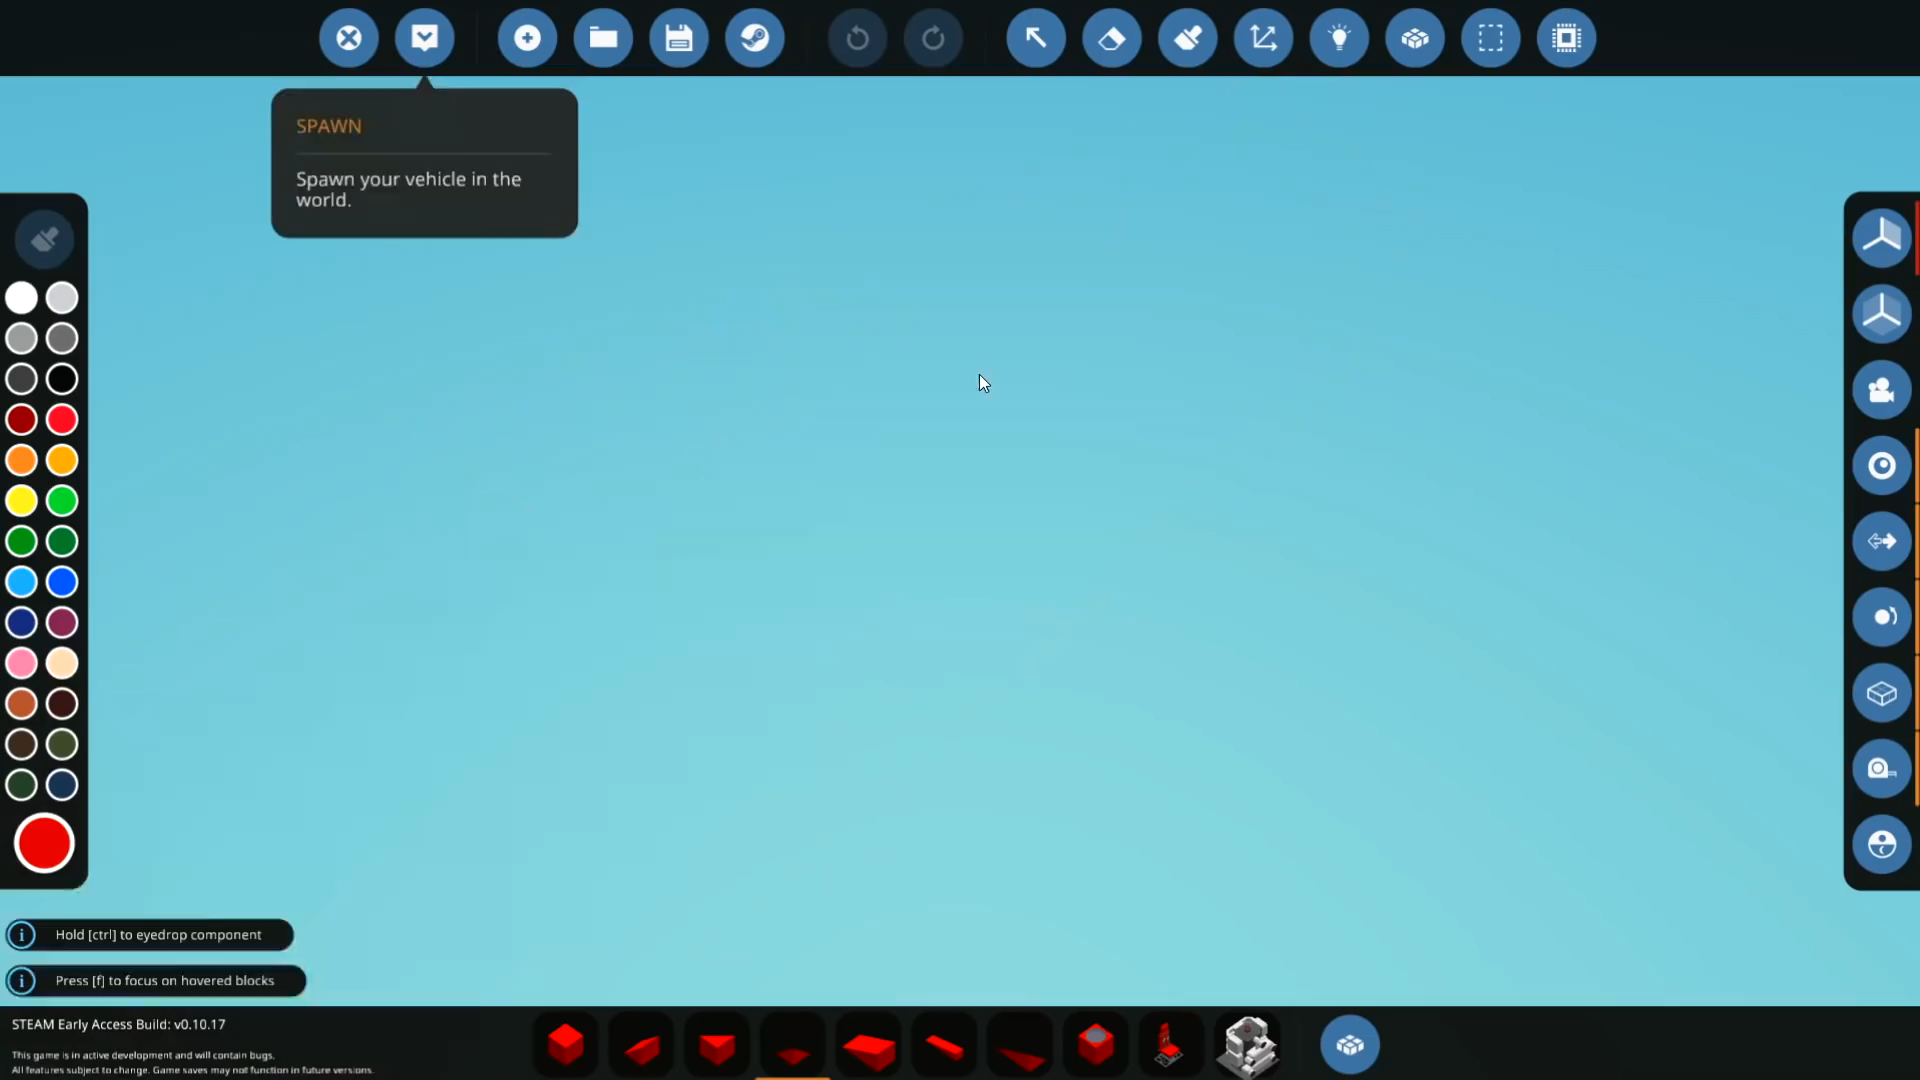 SPAWN
Spawn your vehicle in the
world.
Hold [ctrl] to eyedrop component
Press [f] to focus on hovered blocks
STEAM Early Access Build: v0.10.17
This game is in active development and will contain bugs.
All features subject to change. Game saves may not function in future versions.